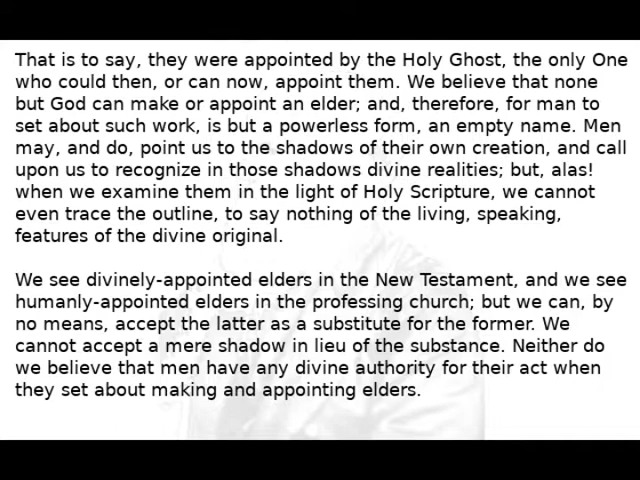 That is to say, they were appointed by the Holy Ghost, the only One
who could then, or can now, appoint them. We believe that none
but God can make or appoint an elder; and, therefore, for man to
set about such work, is but a powerless form, an empty name. Men
may, and do, point us to the shadows of their own creation, and call
upon us to recognize in those shadows divine realities; but, alas!
when we examine them in the light of Holy Scripture, we cannot
even trace the outline, to say nothing of the living, speaking,
features of the divine original.
We see divinely-appointed elders in the New Testament, and we see
humanly-appointed elders in the professing church; but we can, by
no means, accept the latter as a substitute for the former. We
cannot accept a mere shadow in lieu of the substance. Neither do
we believe that men have any divine authority for their act when
they set about making and appointing elders.